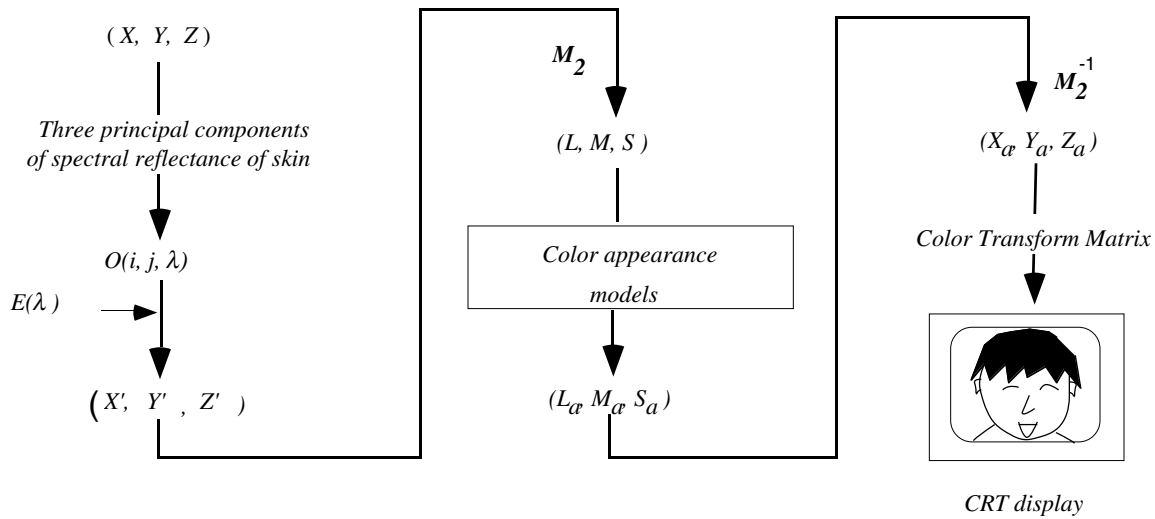 ( X, Y, Z)
Three principal components
of spectral reflectance of skin
O(i, j, λ)
E(λ )
(X', Y' , Z' )
M2
(L, M, S )
Color appearance
models
(La, Ma, Sa )
M2-1
(Xa, Ya, Za )
Color Transform Matrix
CRT display